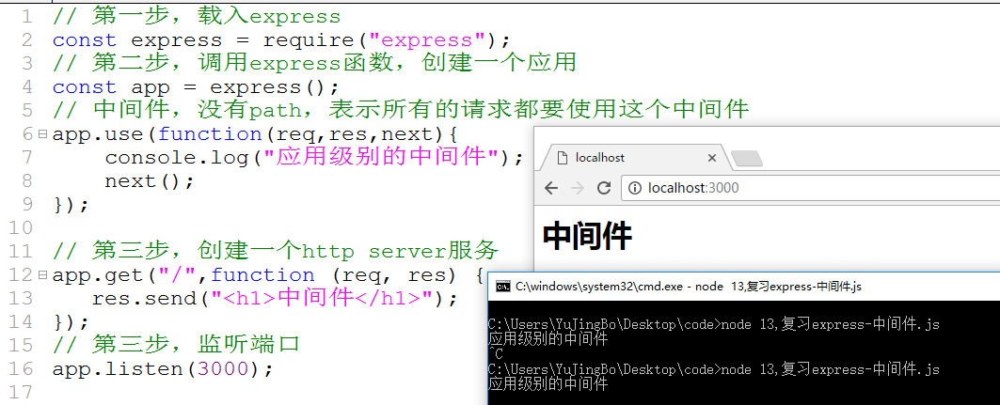 1 // 第一步，载入express
2 const express = require("express");
3 // 第二步，调用express函数，创建一个应用
4 const app = express();
5 // 中间件，没有path，表示所有的请求都要使用这个中间件
6 app.use(function(req,res,next){
7 console.log("应用级别的中间件");
8 next();
9 });
10
11 // 第三步，创建一个http server服务
12 app.get("/",function (req, res) {
13 res.send("<h1>中间件</h1>");
14 });
15 // 第三步，监听端口
16 app.listen(3000);
17
localhost
localhost:3000
中间件
C:\windows\system32\cmd.exe - node 13,复习express-中间件.js
C:\Users\YuJingBo\Desktop\code>node 13,复习express-中间件.js
应用级别的中间件
^C
C:\Users\YuJingBo\Desktop\code>node 13,复习express-中间件.js
应用级别的中间件